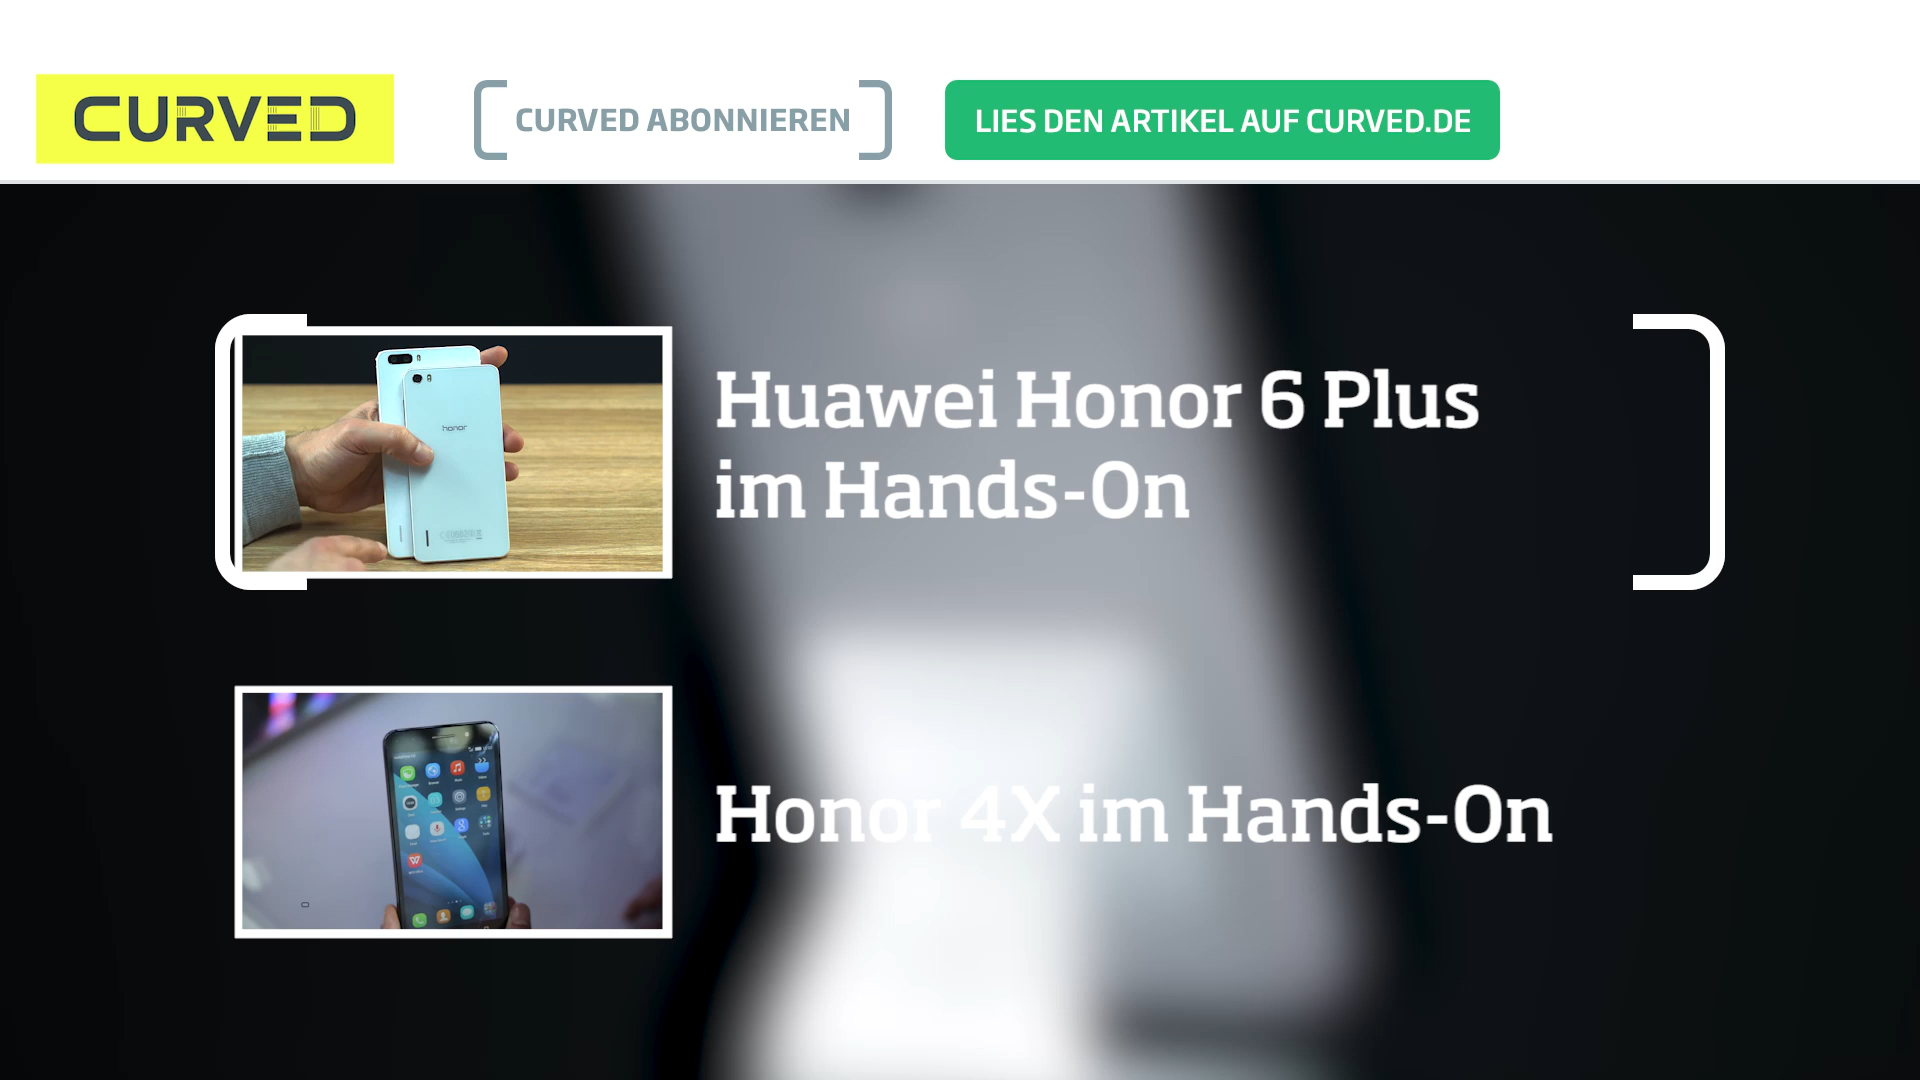 CURVED
CURVED ABONNIEREN
LIES DEN ARTIKEL AUF CURVED.DE
honor
Huawei Honor 6 Plus
im Hands-On
Honor 4X im Hands-On